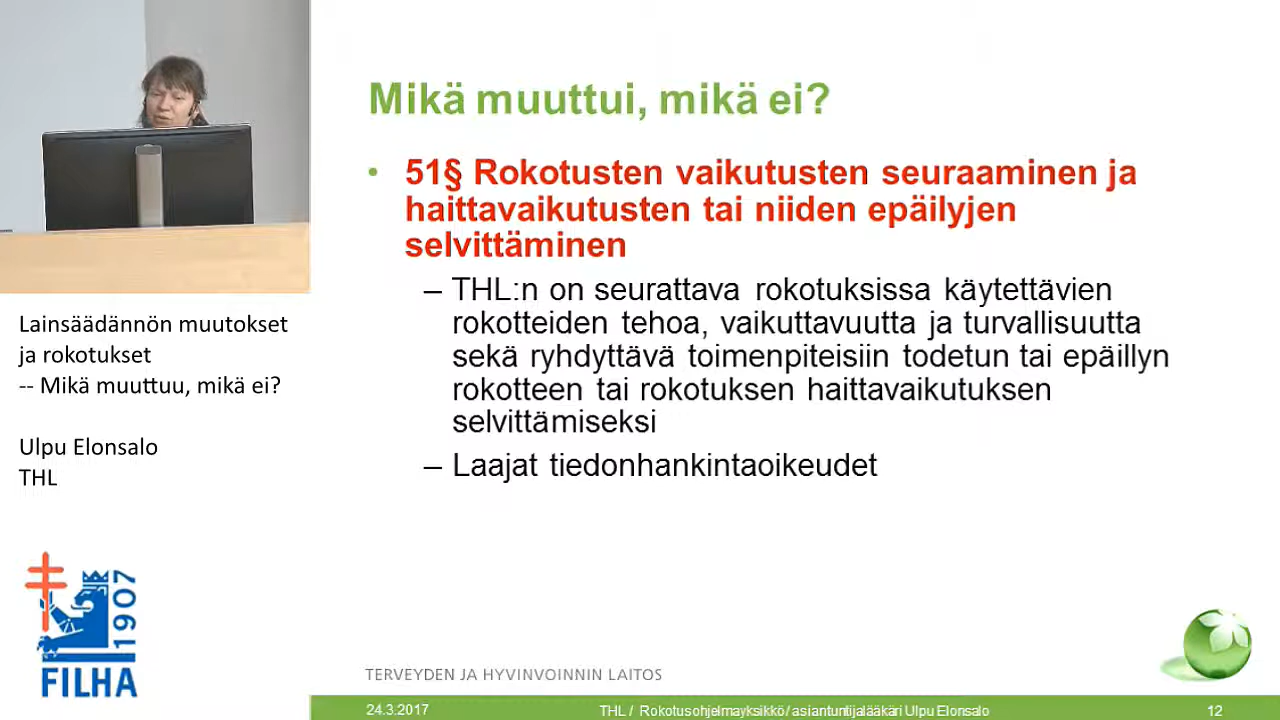 Mikä muuttui, mikä ei?
• 51§ Rokotusten vaikutusten seuraaminen ja
haittavaikutusten tai niiden epäilyjen
selvittäminen
– THL:n on seurattava rokotuksissa käytettävien
rokotteiden tehoa, vaikuttavuutta ja turvallisuutta
sekä ryhdyttävä toimenpiteisiin todetun tai epäillyn
rokotteen tai rokotuksen haittavaikutuksen
selvittämiseksi
– Laajat tiedonhankintaoikeudet
Lainsäädännön muutokset
ja rokotukset
-- Mikä muuttuu, mikä ei?
Ulpu Elonsalo
THL
1907
FILHA
TERVEYDEN JA HYVINVOINNIN LAITOS
24.3.2017
THL / Rokotusohjelmayksikkö/ asiantuntijalääkäri Ulpu Elonsalo
12